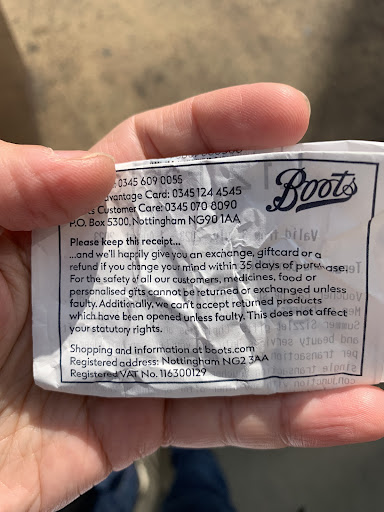 Boots
: 0345 609 0055
vantage Card: 0345 124 4545
ts Customer Care: 0345 070 8090
P.O. Box 5300, Nottingham NG90 1AA
Please keep this receipt...
...and we'll happily give you an exchange, giftcard or a
refund if you change your mind within 35 days of purchase.
For the safety of all our customers, medicines, food or
personalised gifts cannot be returned or exchanged unless
faulty. Additionally, we can't accept returned products
which have been opened unless faulty. This does not affect
your statutory rights.
Shopping and information at boots.com
Registered address: Nottingham NG2 3AA
Registered VAT No. 116300129